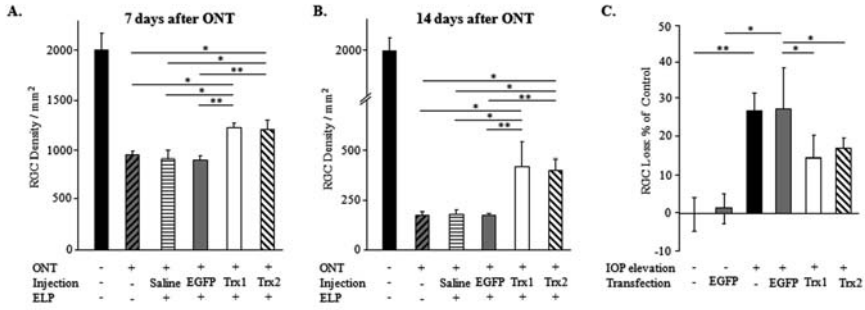 A.
7 days after ONT
RGC Density / mm²
2000
1500
1000
500
0
*
*
**
*
*
**
ONT - + + + + +
Injection - - Saline EGFP Trx1 Trx2
ELP - - + + + +
B.
14 days after ONT
RGC Density / mm²
2000
500
250
0
*
*
**
*
*
**
ONT - + + + + +
Injection - - Saline EGFP Trx1 Trx2
ELP - - + + + +
C.
RGC Loss: % of Control
50
40
30
20
10
0
-10
*
**
*
*
IOP elevation - - + + + +
Transfection - EGFP - EGFP Trx1 Trx2